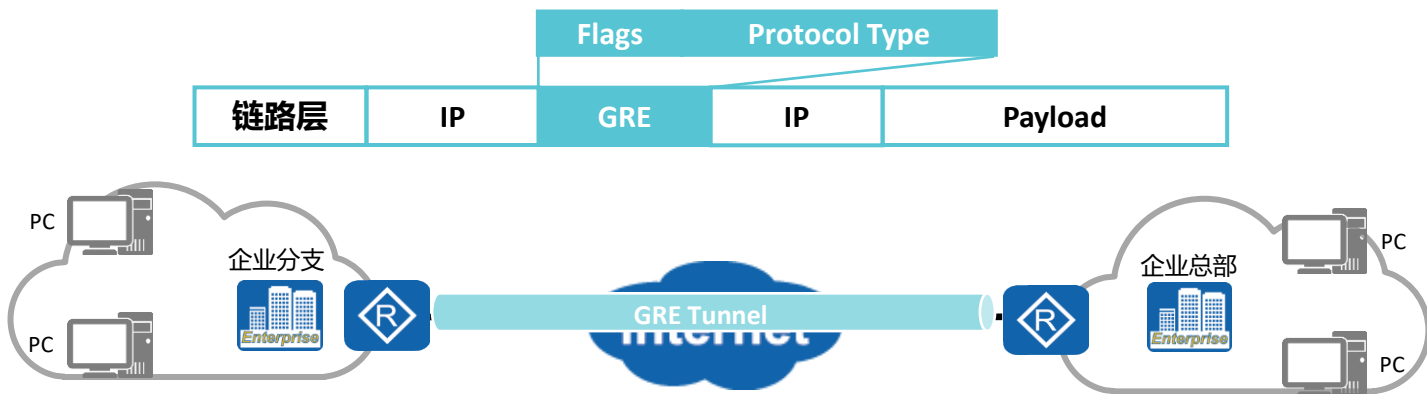 Flags Protocol Type
链路层 IP GRE IP Payload
PC
企业分支
Enterprise
PC
R
GRE Tunnel
Internet
R
企业总部
Enterprise
PC
PC